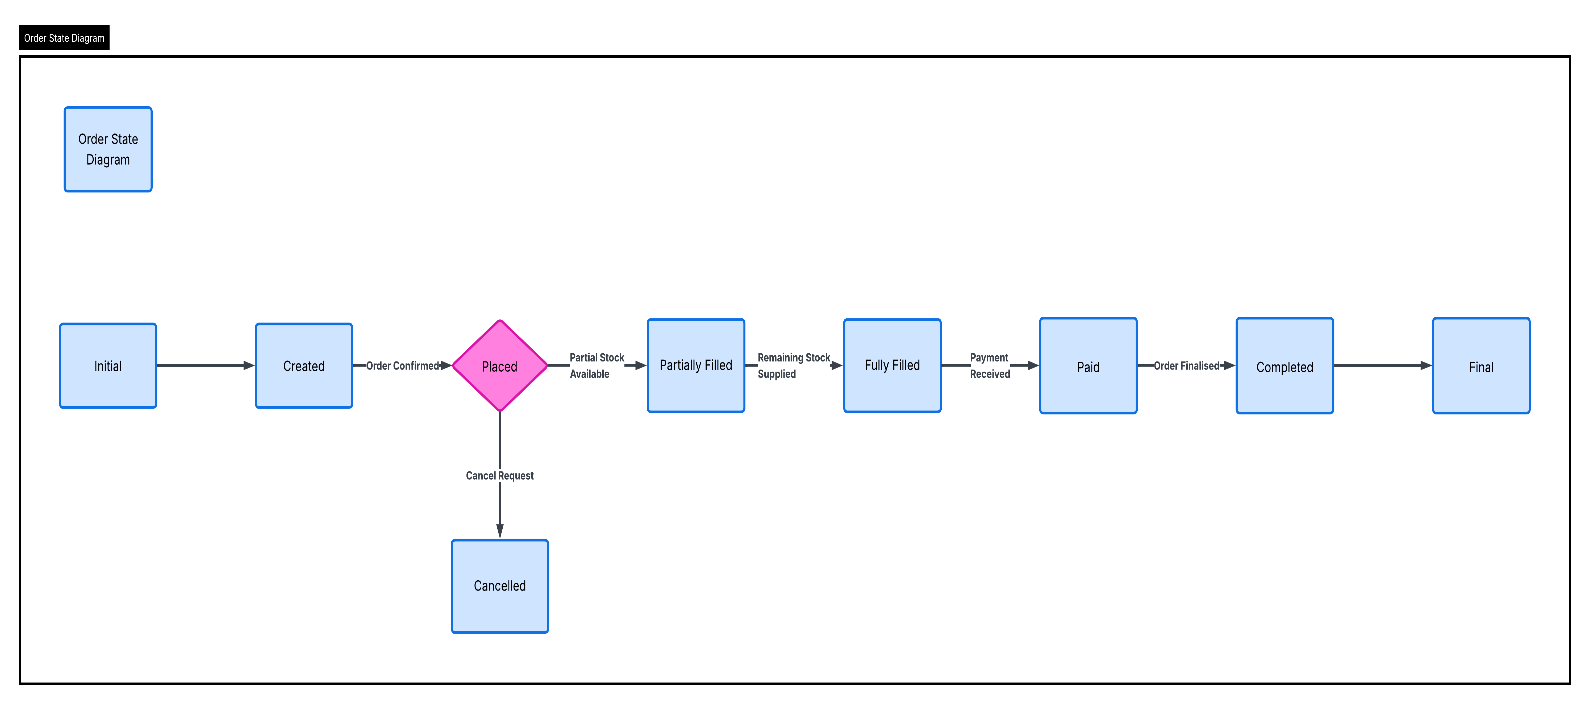 Order State Diagram
Order State
Diagram
Initial
Created
Order Confirmed
Placed
Partial Stock
Available
Partially Filled
Remaining Stock
Supplied
Fully Filled
Payment
Received
Paid
Order Finalised
Completed
Final
Cancel Request
Cancelled